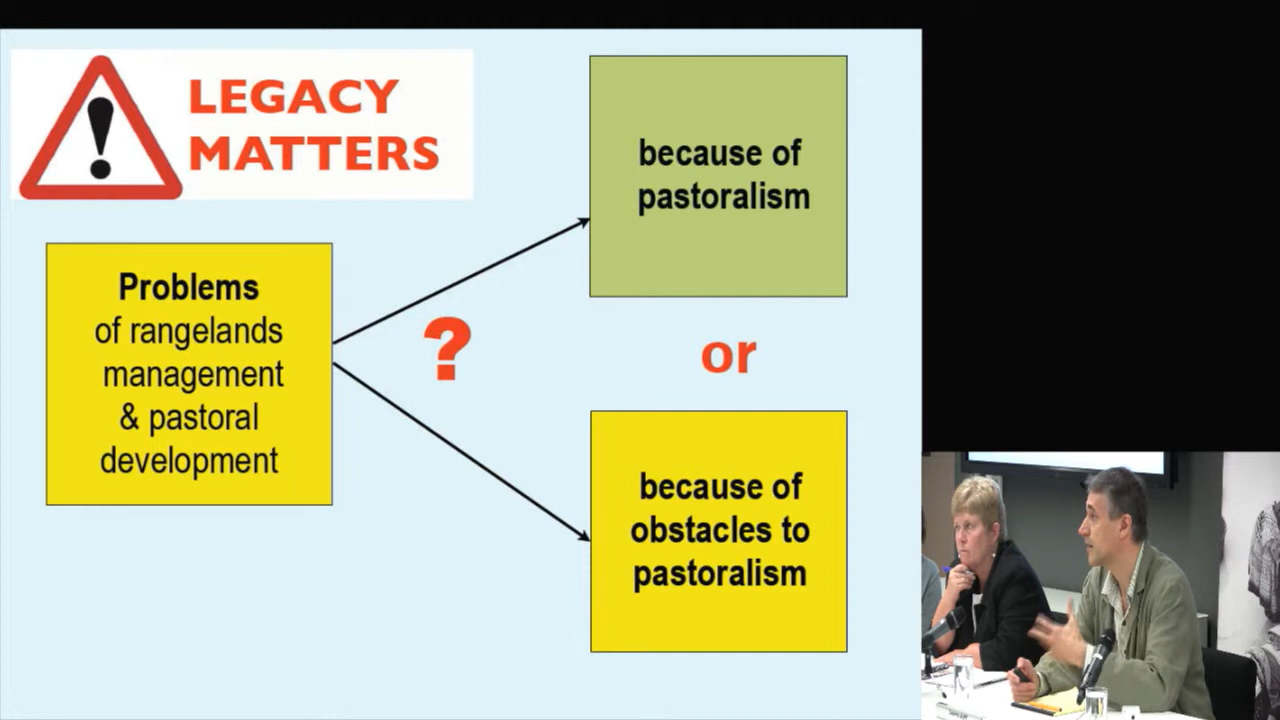 LEGACY
MATTERS
Problems
of rangelands
management
& pastoral
development
?
because of
pastoralism
or
because of
obstacles to
pastoralism